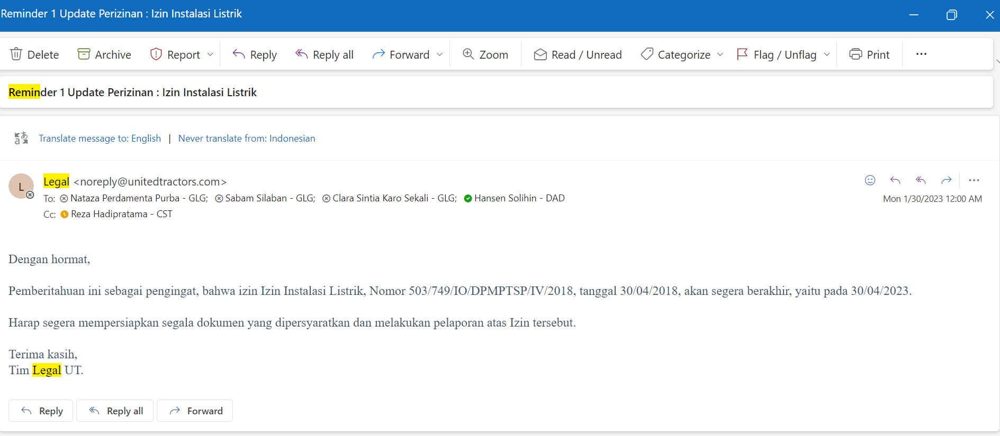 Reminder 1 Update Perizinan : Izin Instalasi Listrik
Delete Archive Report Reply Reply all Forward Zoom Read / Unread Categorize Flag / Unflag Print ...
Reminder 1 Update Perizinan : Izin Instalasi Listrik
Translate message to: English | Never translate from: Indonesian
L
Legal <noreply@unitedtractors.com>
To: Nataza Perdamenta Purba - GLG; Sabam Silaban - GLG; Clara Sintia Karo Sekali - GLG; Hansen Solihin - DAD
Mon 1/30/2023 12:00 AM
Cc: Reza Hadipratama - CST
Dengan hormat,
Pemberitahuan ini sebagai pengingat, bahwa izin Izin Instalasi Listrik, Nomor 503/749/IO/DPMPTSP/IV/2018, tanggal 30/04/2018, akan segera berakhir, yaitu pada 30/04/2023.
Harap segera mempersiapkan segala dokumen yang dipersyaratkan dan melakukan pelaporan atas Izin tersebut.
Terima kasih,
Tim Legal UT.
Reply Reply all Forward